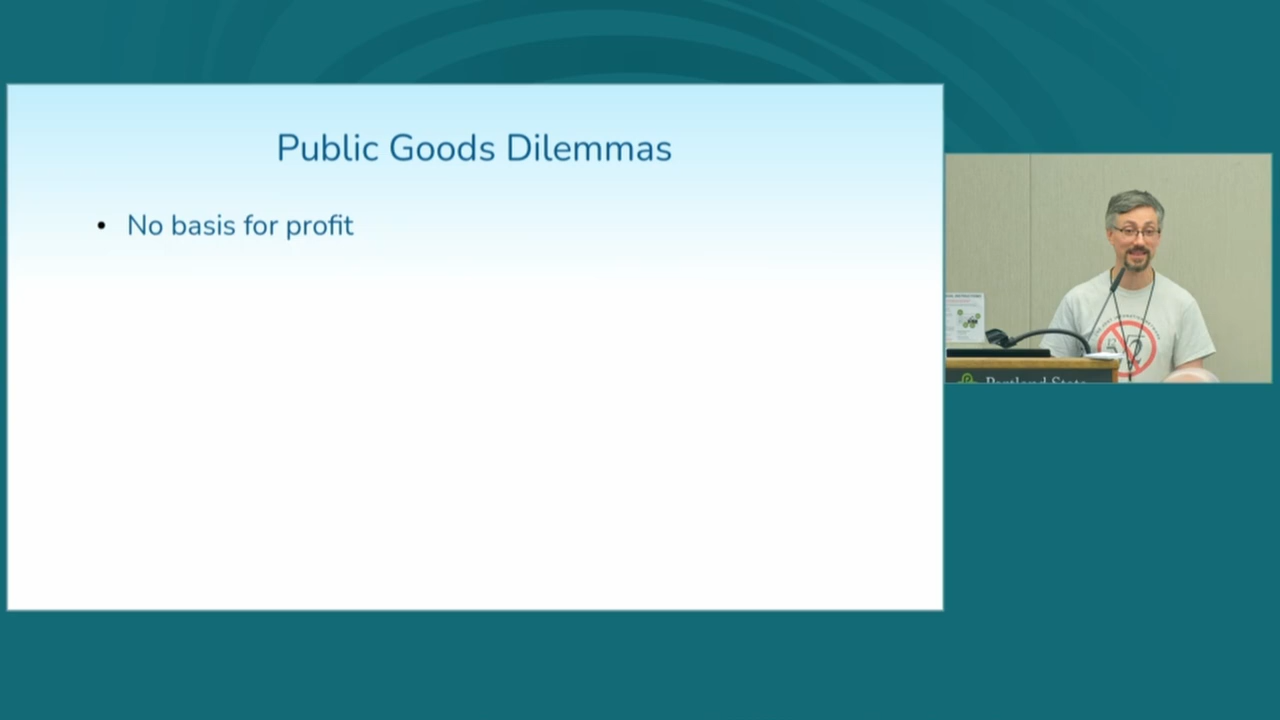 Public Goods Dilemmas
• No basis for profit
Portland State